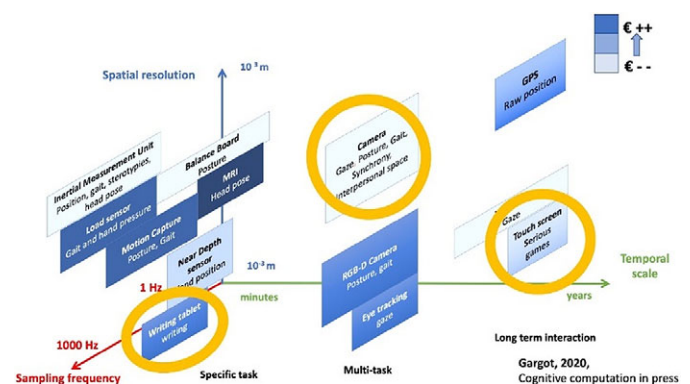 € ++
€ - -
Spatial resolution
10 ³ m
GPS
Raw position
Camera
Gaze, Posture, Gait,
Synchrony,
interpersonal space
Balance Board
Posture
Inertial Measurement Unit
Position, gait, sterotypies,
head pose
MRI
Head pose
Load sensor
Gait and hand pressure
Motion Capture
Posture, Gait
Gaze
Touch screen
Serious
games
Near Depth
sensor
position
10⁻³ m
RGB-D Camera
Posture, gait
Temporal
scale
1 Hz
minutes
years
Writing tablet
writing
Eye tracking
gaze
1000 Hz
Long term interaction
Sampling frequency
Specific task
Multi-task
Gargot, 2020,
Cognitive computation in press